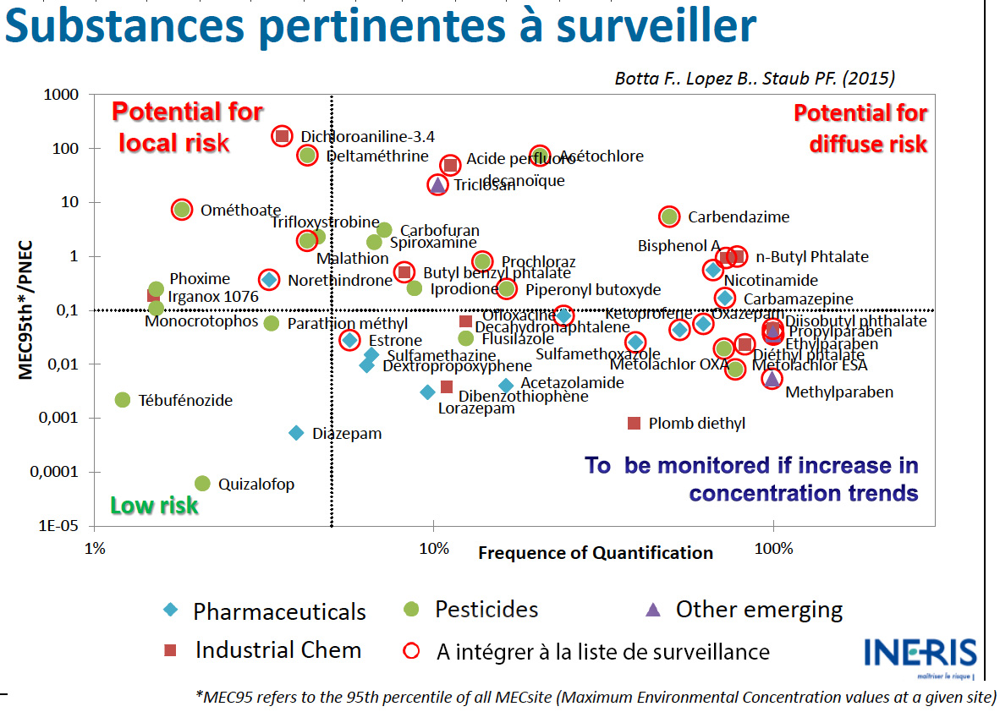 Substances pertinentes à surveiller
Botta F.. Lopez B.. Staub PF. (2015)
1000
100
10
1
0,1
0,01
0,001
0,0001
1E-05
MEC95th*/PNEC
Potential for
local risk
Potential for
diffuse risk
Dichloroaniline-3.4
Deltaméthrine
Acide perfluoro-
decanoïque
Acétochlore
Triclosan
Ométhoate
Trifloxystrobine
Carbofuran
Spiroxamine
Carbendazime
Malathion
Bisphenol A
n-Butyl Phtalate
Prochloraz
Phoxime
Norethindrone
Butyl benzyl phtalate
Nicotinamide
Irganox 1076
Iprodione
Piperonyl butoxyde
Carbamazepine
Monocrotophos
Parathion méthyl
Ofloxacine
Ketoprofene
Oxazepam
Diisobutyl phthalate
Decahydronaphtalene
Propylparaben
Estrone
Flusilazole
Ethylparaben
Sulfamethazine
Sulfamethoxazole
Diéthyl phtalate
Dextropropoxyphene
Metolachlor OXA
Metolachlor ESA
Acetazolamide
Dibenzothiophène
Methylparaben
Tébufénozide
Lorazepam
Plomb diethyl
Diazepam
To be monitored if increase in
concentration trends
Quizalofop
Low risk
1%
10%
100%
Frequence of Quantification
Pharmaceuticals
Pesticides
Other emerging
Industrial Chem
A intégrer à la liste de surveillance
INERIS
maîtriser le risque |
*MEC95 refers to the 95th percentile of all MECsite (Maximum Environmental Concentration values at a given site)